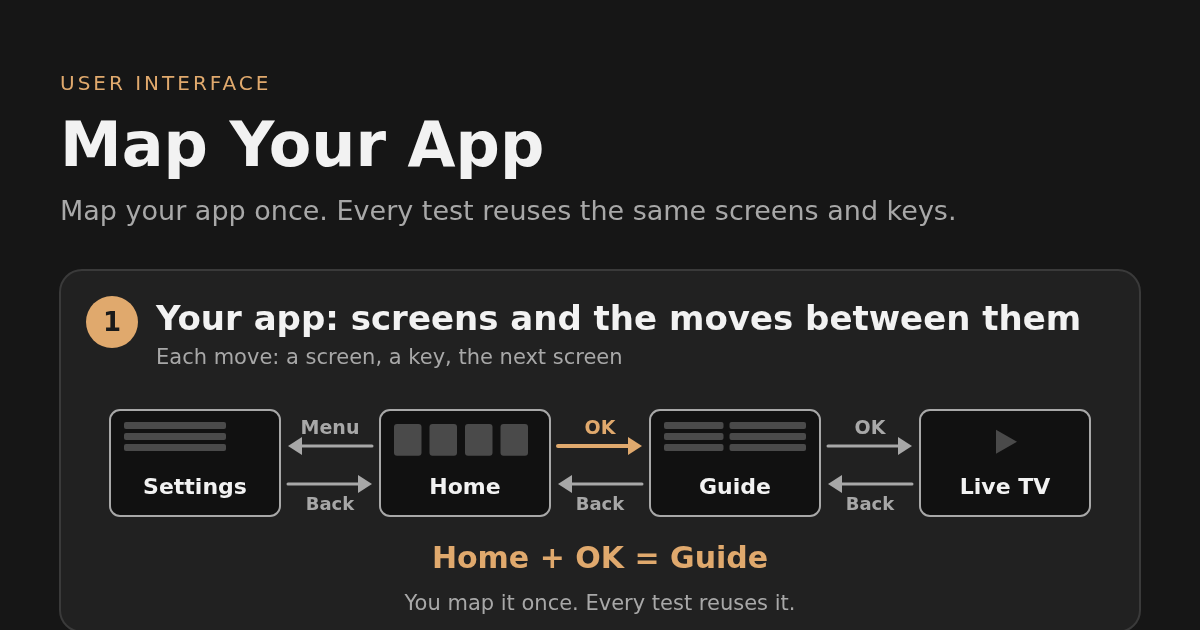 USER INTERFACE
Map Your App
Map your app once. Every test reuses the same screens and keys.
1
Your app: screens and the moves between them
Each move: a screen, a key, the next screen
Menu
OK
OK
Settings
Home
Guide
Live TV
Back
Back
Back
Home + OK = Guide
You map it once. Every test reuses it.